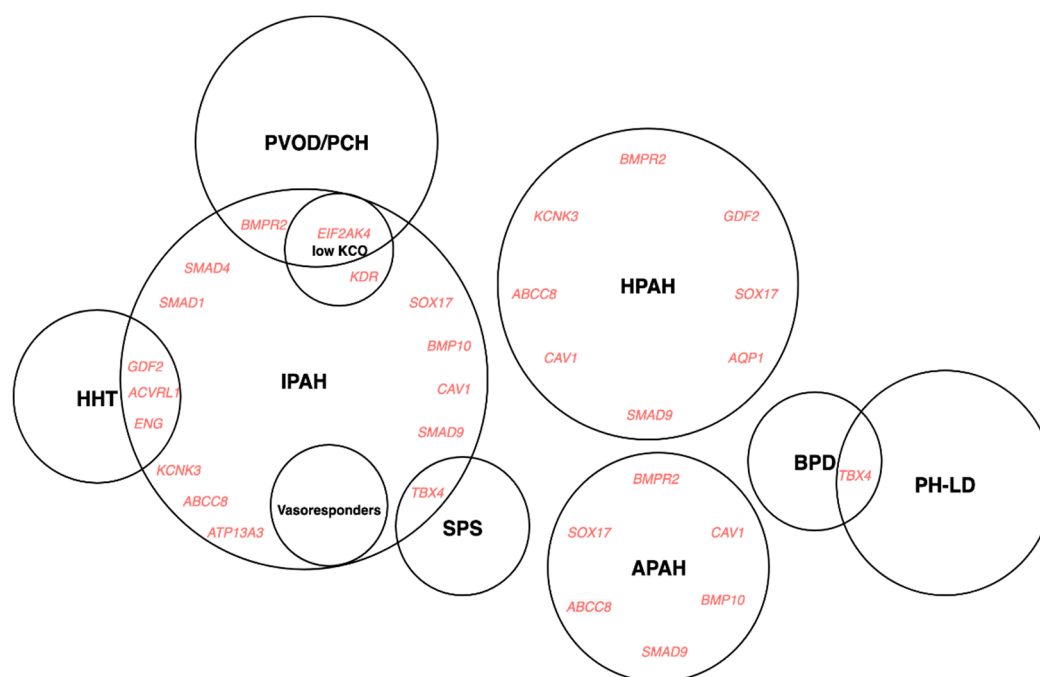 PVOD/PCH
BMPR2
EIF2AK4
low KCO
KDR
SMAD4
SMAD1
SOX17
BMP10
CAV1
SMAD9
IPAH
HHT
GDF2
ACVRL1
ENG
KCNK3
ABCC8
ATP13A3
Vasoresponders
TBX4
SPS
BMPR2
KCNK3
GDF2
ABCC8
HPAH
SOX17
CAV1
AQP1
SMAD9
BMPR2
SOX17
CAV1
APAH
ABCC8
BMP10
SMAD9
BPD
TBX4
PH-LD